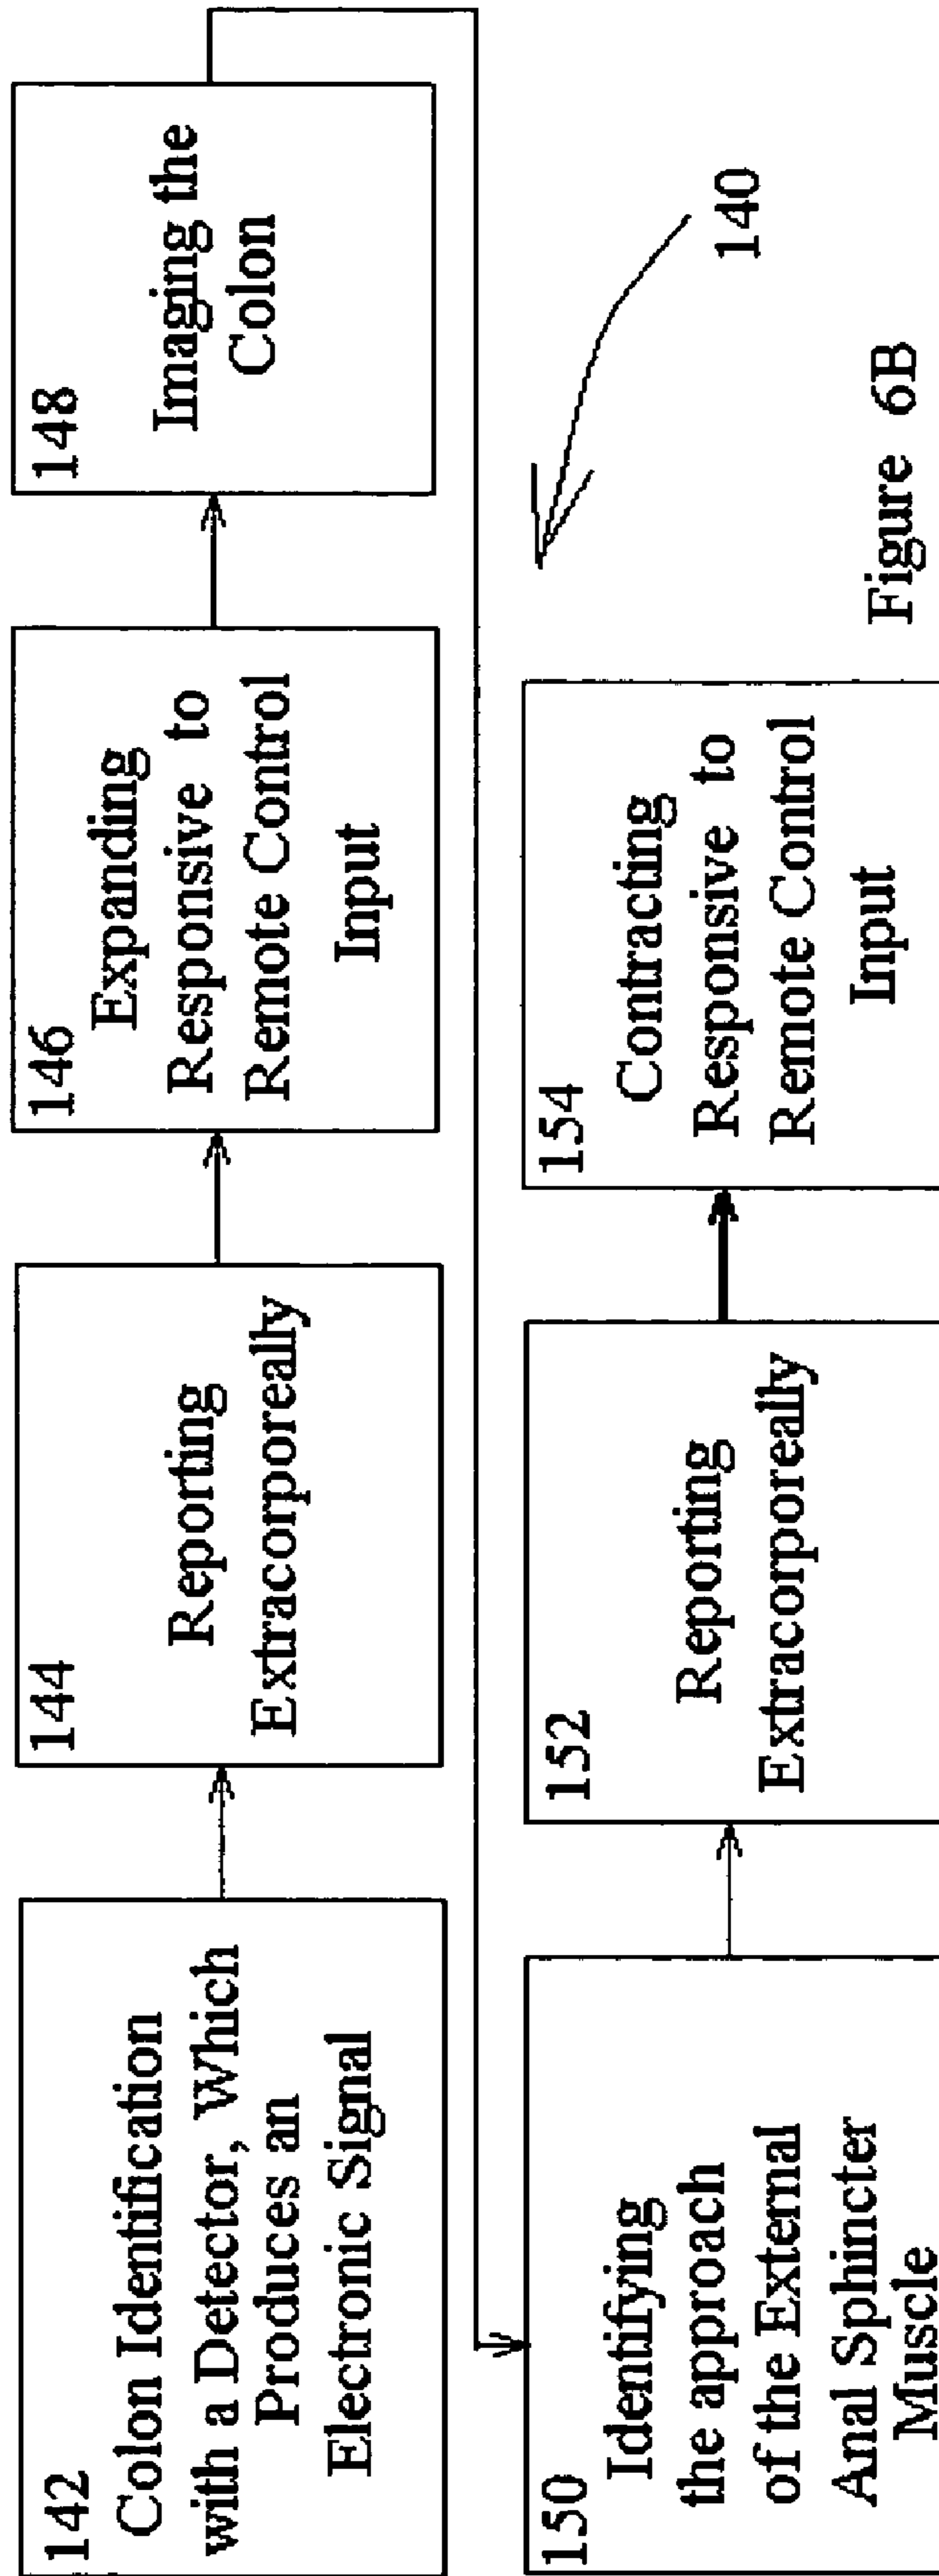 142
Colon Identification
with a Detector, Which
Produces an
Electronic Signal
144
Reporting
Extracorporeally
146
Expanding
Responsive to
Remote Control
Input
148
Imaging the
Colon
150
Identifying
the approach
of the External
Anal Sphincter
Muscle
152
Reporting
Extracorporeally
154
Contracting
Responsive to
Remote Control
Input
140
Figure 6B